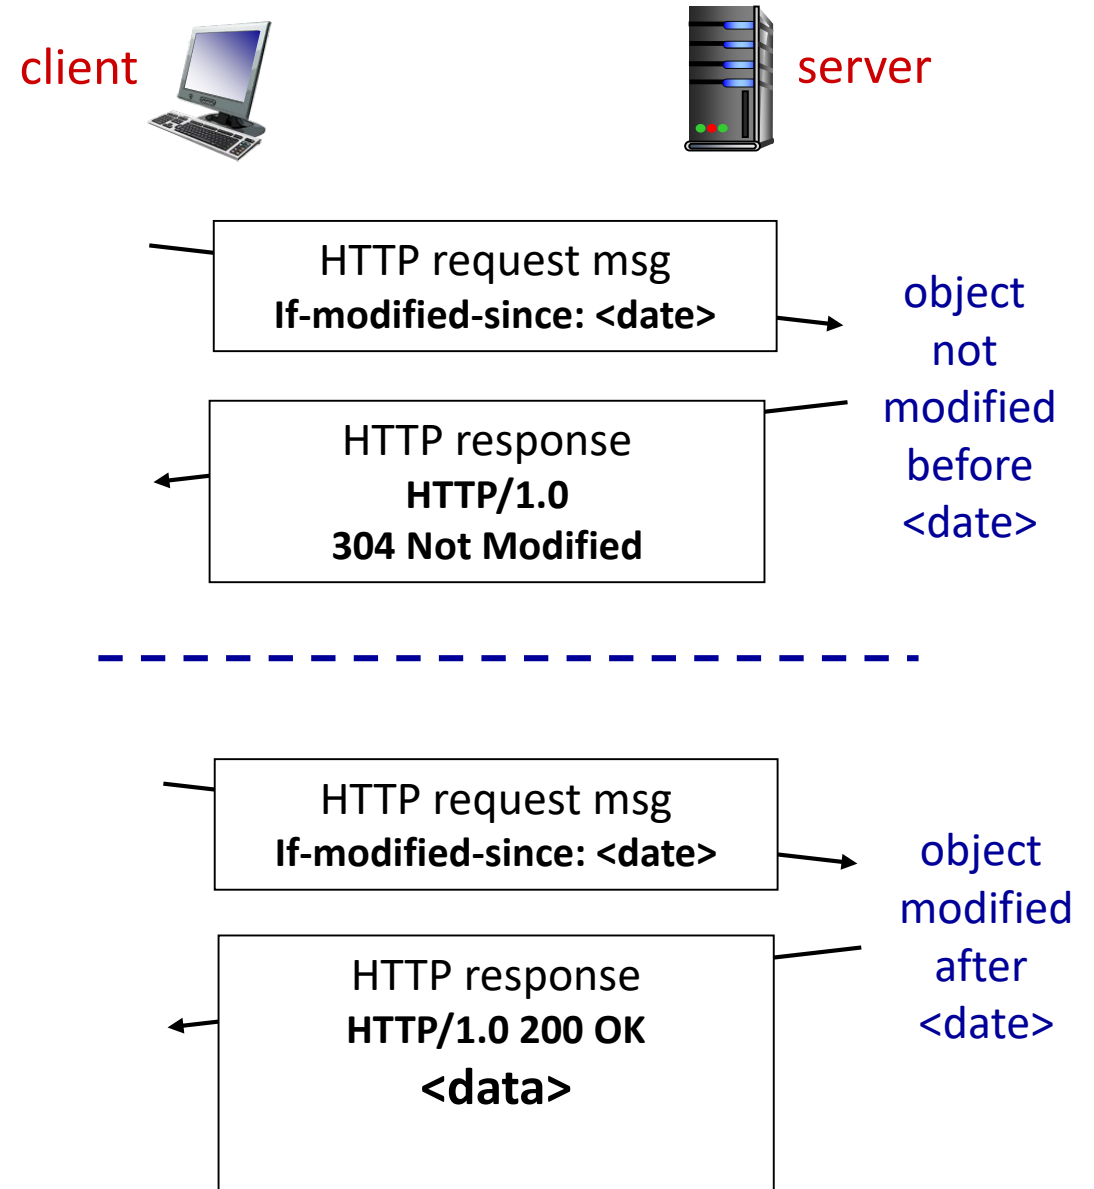 client
server
HTTP request msg
If-modified-since: <date>
object
not
modified
before
<date>
HTTP response
HTTP/1.0
304 Not Modified
HTTP request msg
If-modified-since: <date>
object
modified
after
<date>
HTTP response
HTTP/1.0 200 OK
<data>